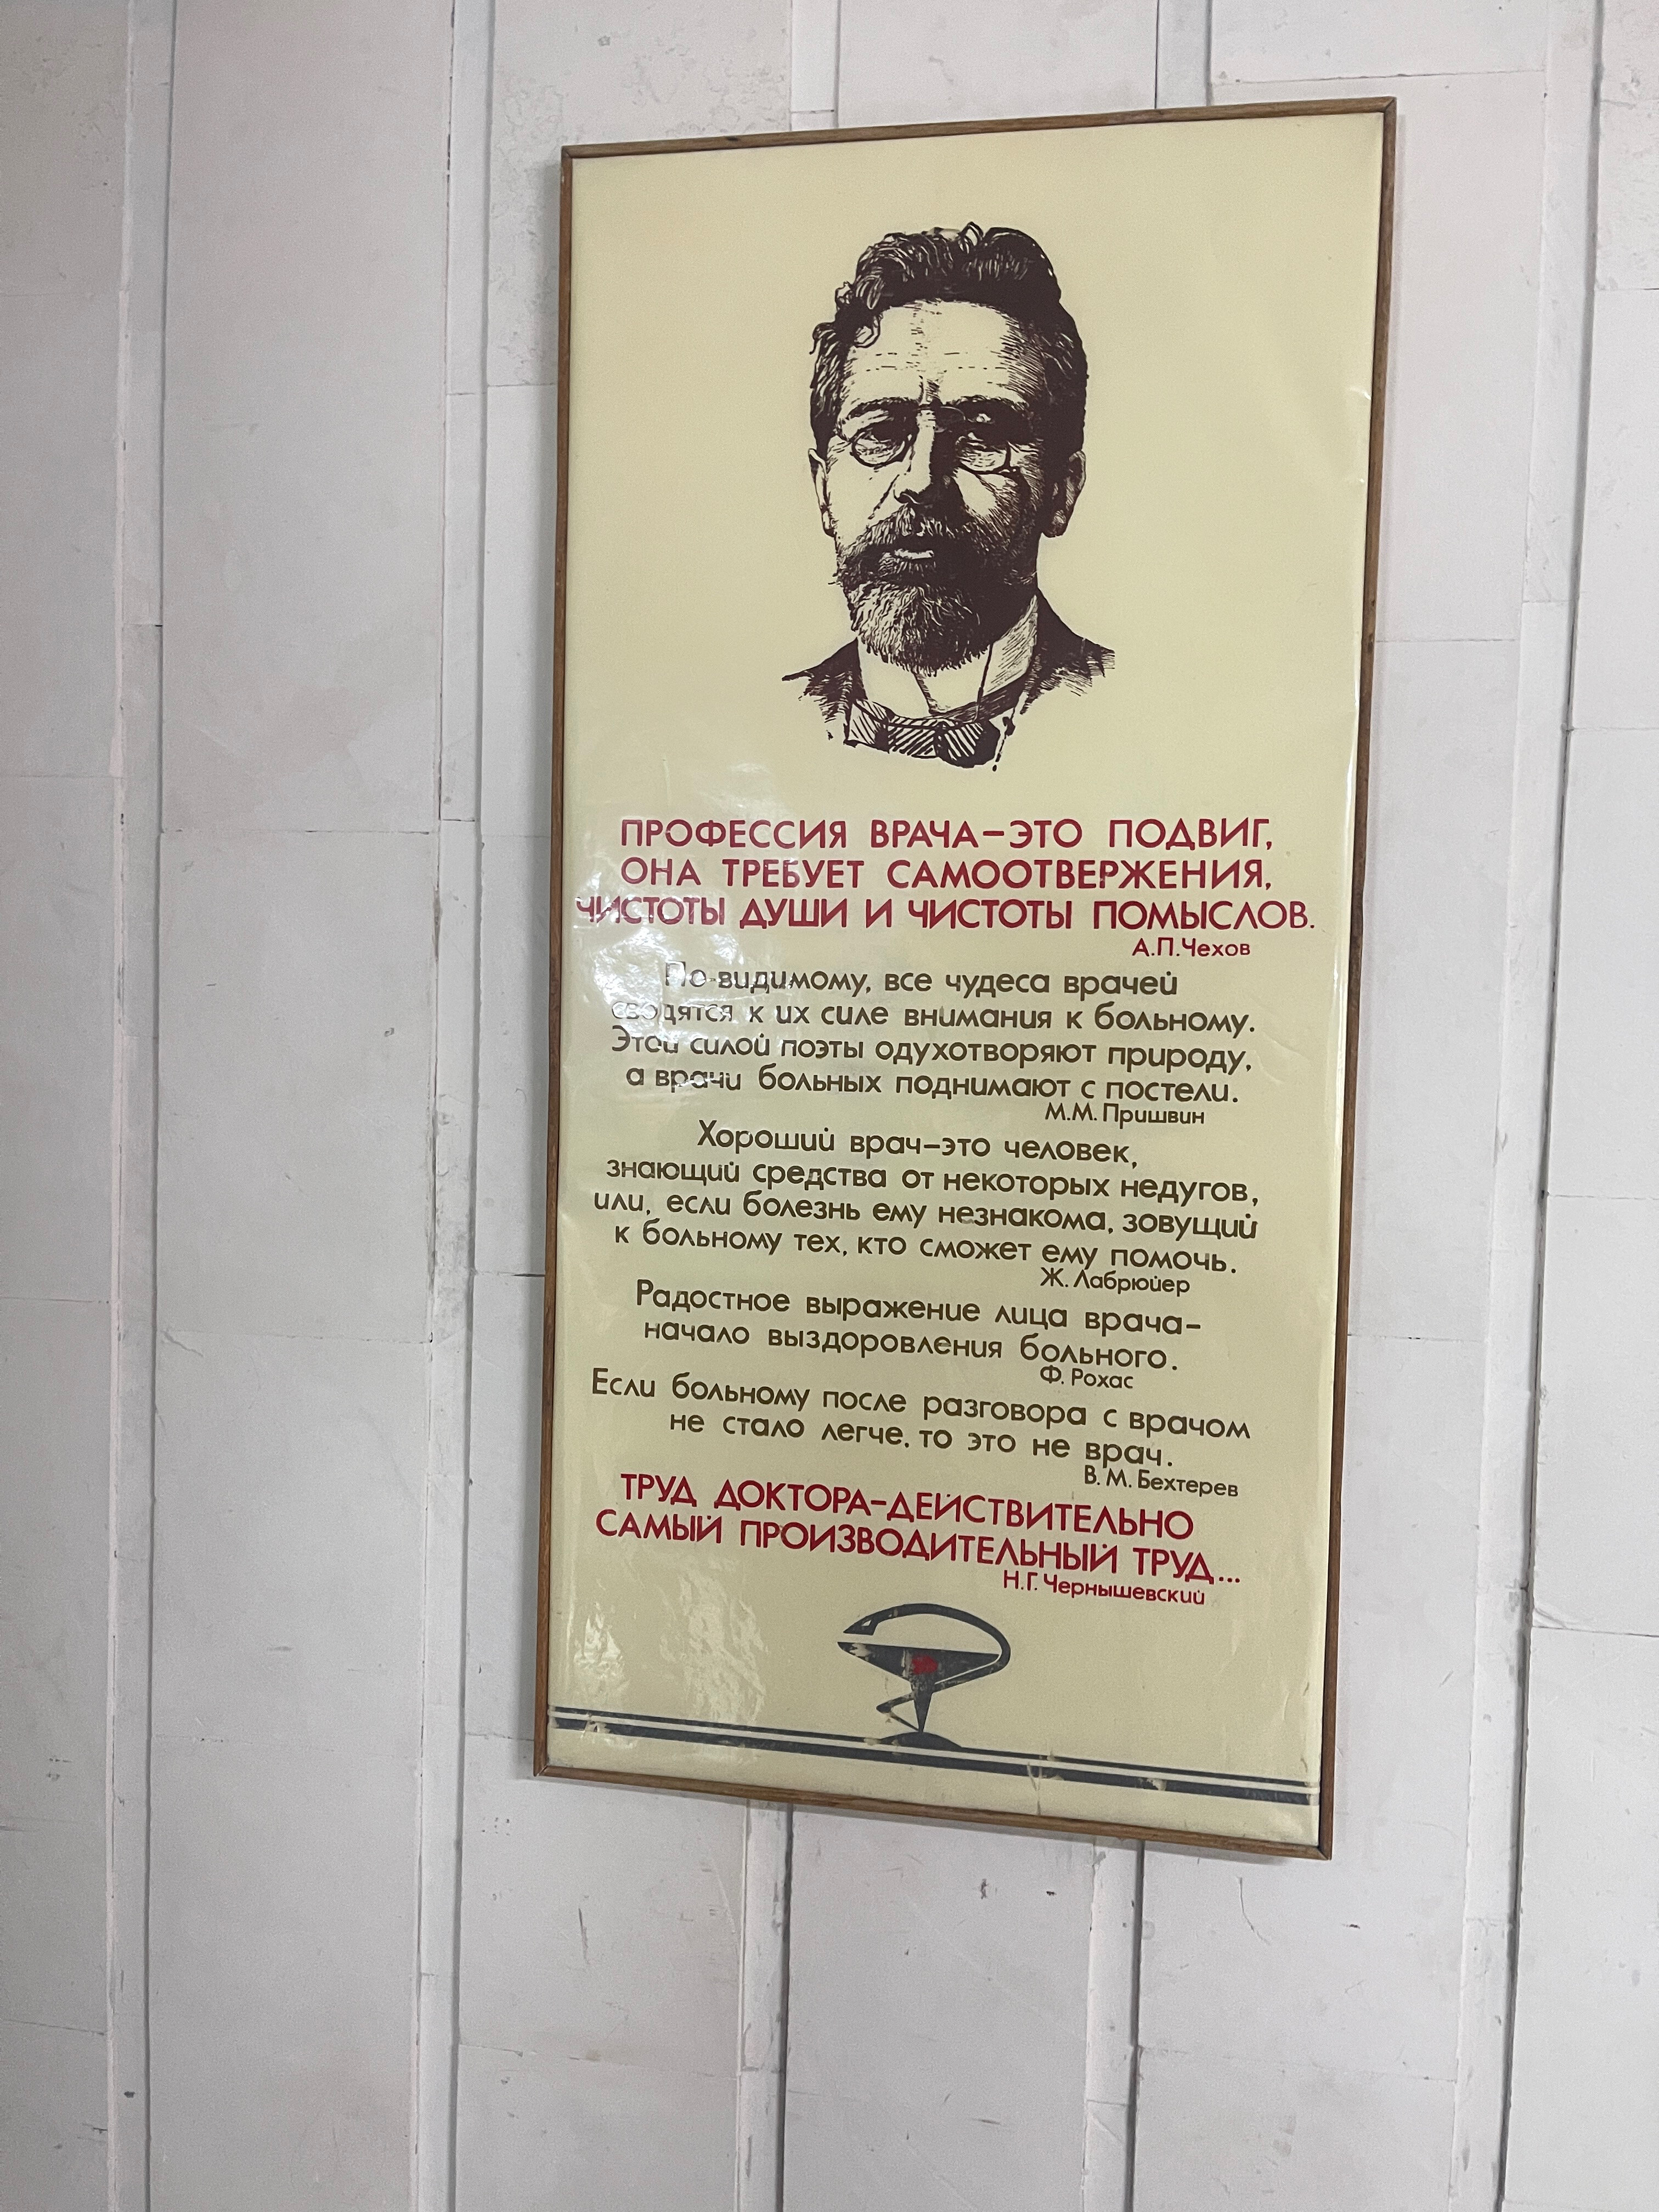 ПРОФЕССИЯ ВРАЧА–ЭТО ПОДВИГ,
ОНА ТРЕБУЕТ САМООТВЕРЖЕНИЯ,
ЧИСТОТЫ ДУШИ И ЧИСТОТЫ ПОМЫСЛОВ.
А.П.Чехов
По-видимому, все чудеса врачей
сводятся к их силе внимания к больному.
Этой силой поэты одухотворяют природу,
а врачи больных поднимают с постели.
М.М. Пришвин
Хороший врач–это человек,
знающий средства от некоторых недугов,
или, если болезнь ему незнакома, зовущий
к больному тех, кто сможет ему помочь.
Ж. Лабрюйер
Радостное выражение лица врача–
начало выздоровления больного.
Ф. Рохас
Если больному после разговора с врачом
не стало легче, то это не врач.
В. М. Бехтерев
ТРУД ДОКТОРА–ДЕЙСТВИТЕЛЬНО
САМЫЙ ПРОИЗВОДИТЕЛЬНЫЙ ТРУД...
Н.Г. Чернышевский